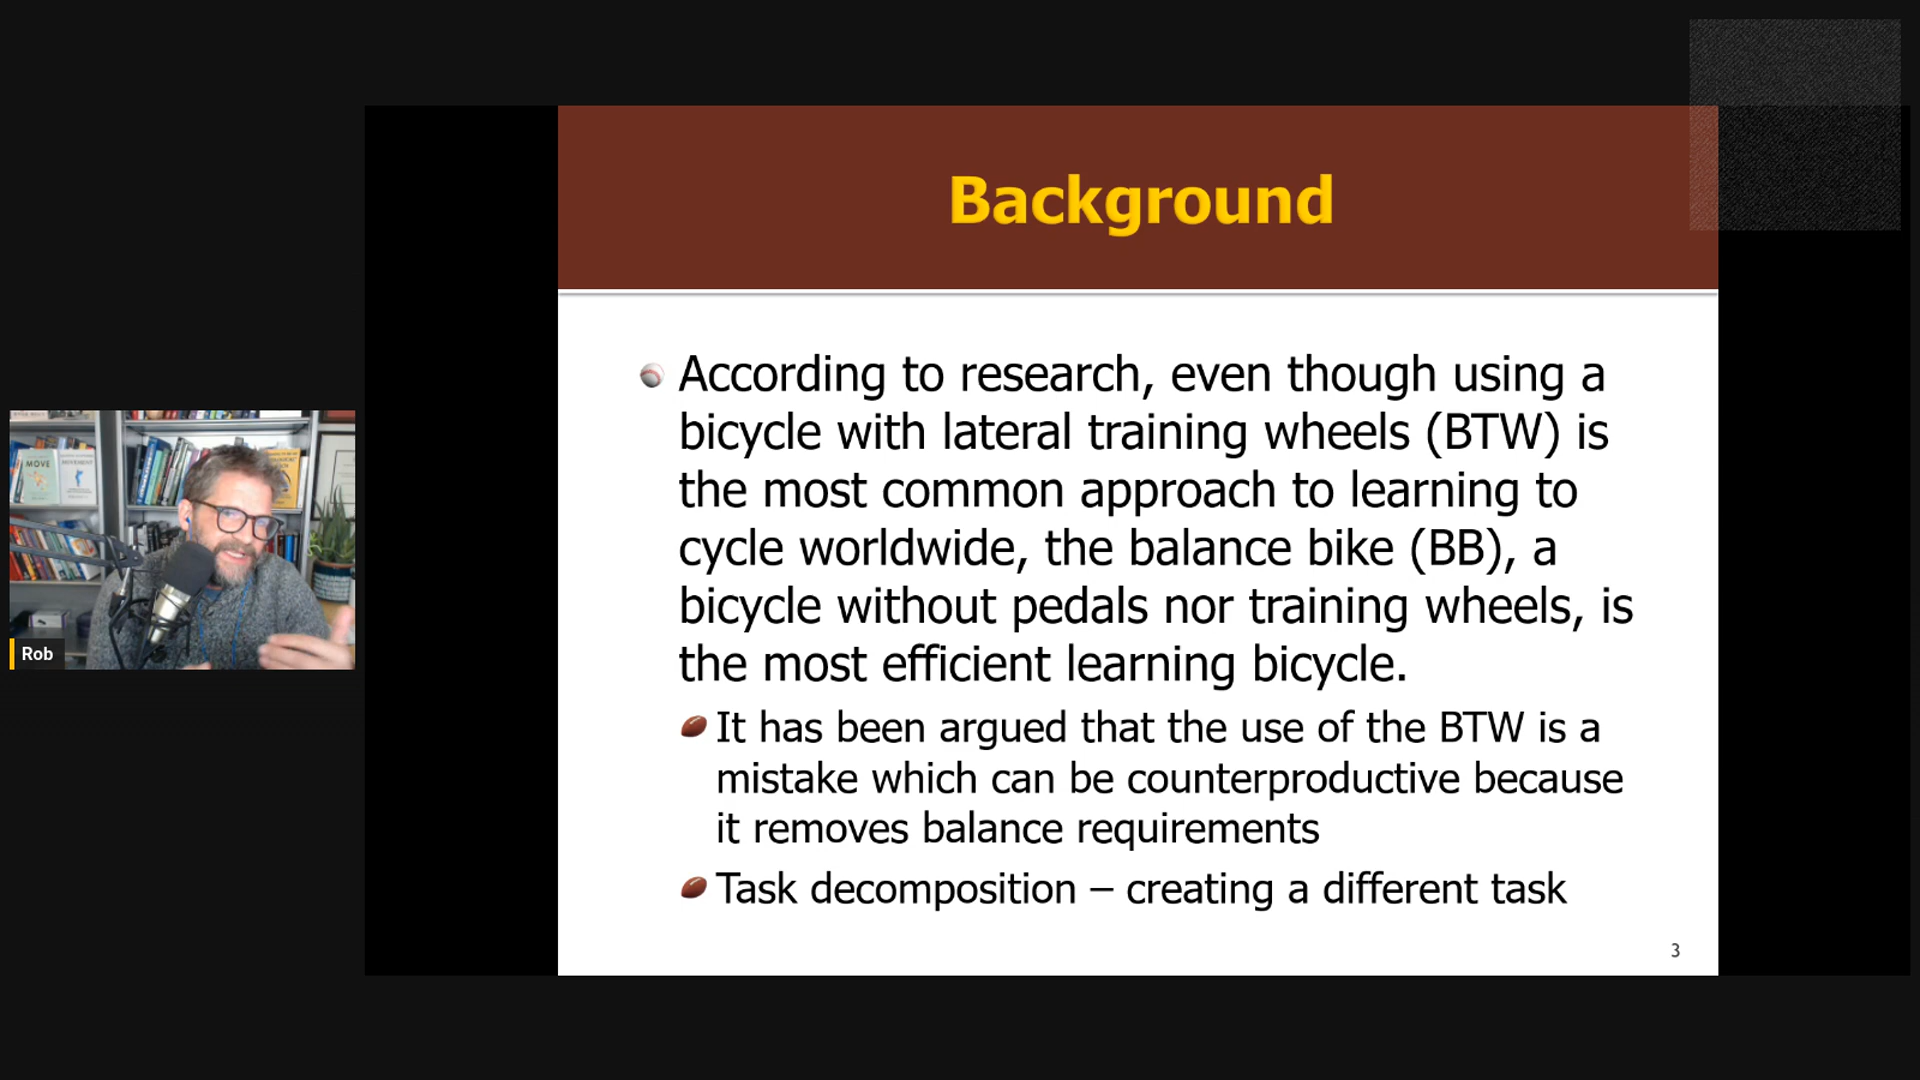 Background
According to research, even though using a
bicycle with lateral training wheels (BTW) is
the most common approach to learning to
cycle worldwide, the balance bike (BB), a
bicycle without pedals nor training wheels, is
the most efficient learning bicycle.
It has been argued that the use of the BTW is a
mistake which can be counterproductive because
it removes balance requirements
Task decomposition – creating a different task
3
MOVE
Rob